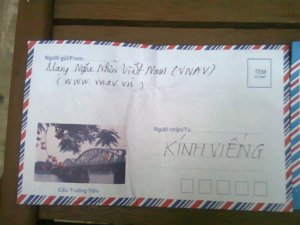 Người gửi/From:
Mạng Nghe Nhìn Việt Nam (VNAV)
(www.vnav.vn)
TEM
Người nhận/To:
KÍNH VIẾNG
Cầu Trường Tiền